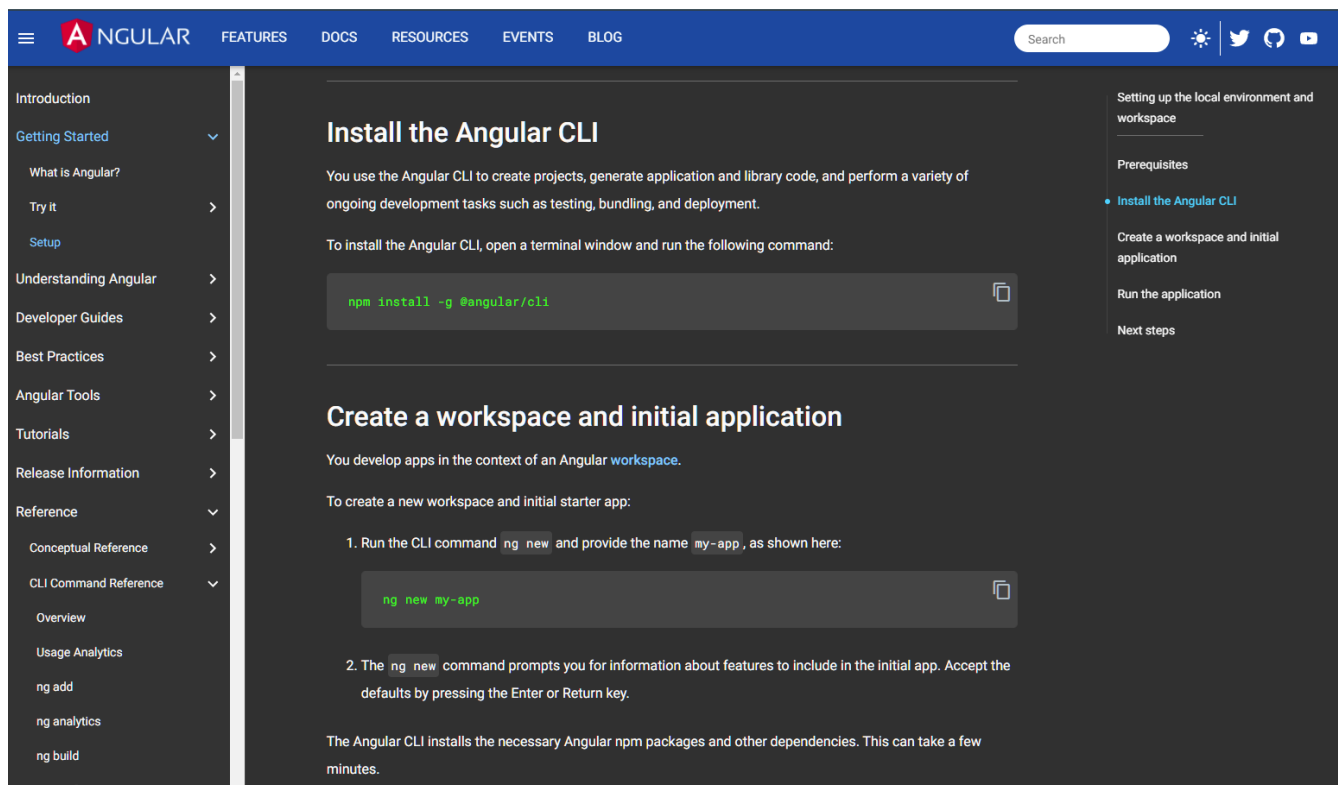 ANGULAR FEATURES DOCS RESOURCES EVENTS BLOG Search
Introduction
Getting Started
What is Angular?
Try it
Setup
Understanding Angular
Developer Guides
Best Practices
Angular Tools
Tutorials
Release Information
Reference
Conceptual Reference
CLI Command Reference
Overview
Usage Analytics
ng add
ng analytics
ng build
Install the Angular CLI
You use the Angular CLI to create projects, generate application and library code, and perform a variety of
ongoing development tasks such as testing, bundling, and deployment.
To install the Angular CLI, open a terminal window and run the following command:
npm install -g @angular/cli
Create a workspace and initial application
You develop apps in the context of an Angular workspace.
To create a new workspace and initial starter app:
1. Run the CLI command ng new and provide the name my-app, as shown here:
ng new my-app
2. The ng new command prompts you for information about features to include in the initial app. Accept the
defaults by pressing the Enter or Return key.
The Angular CLI installs the necessary Angular npm packages and other dependencies. This can take a few
minutes.
Setting up the local environment and
workspace
Prerequisites
Install the Angular CLI
Create a workspace and initial
application
Run the application
Next steps